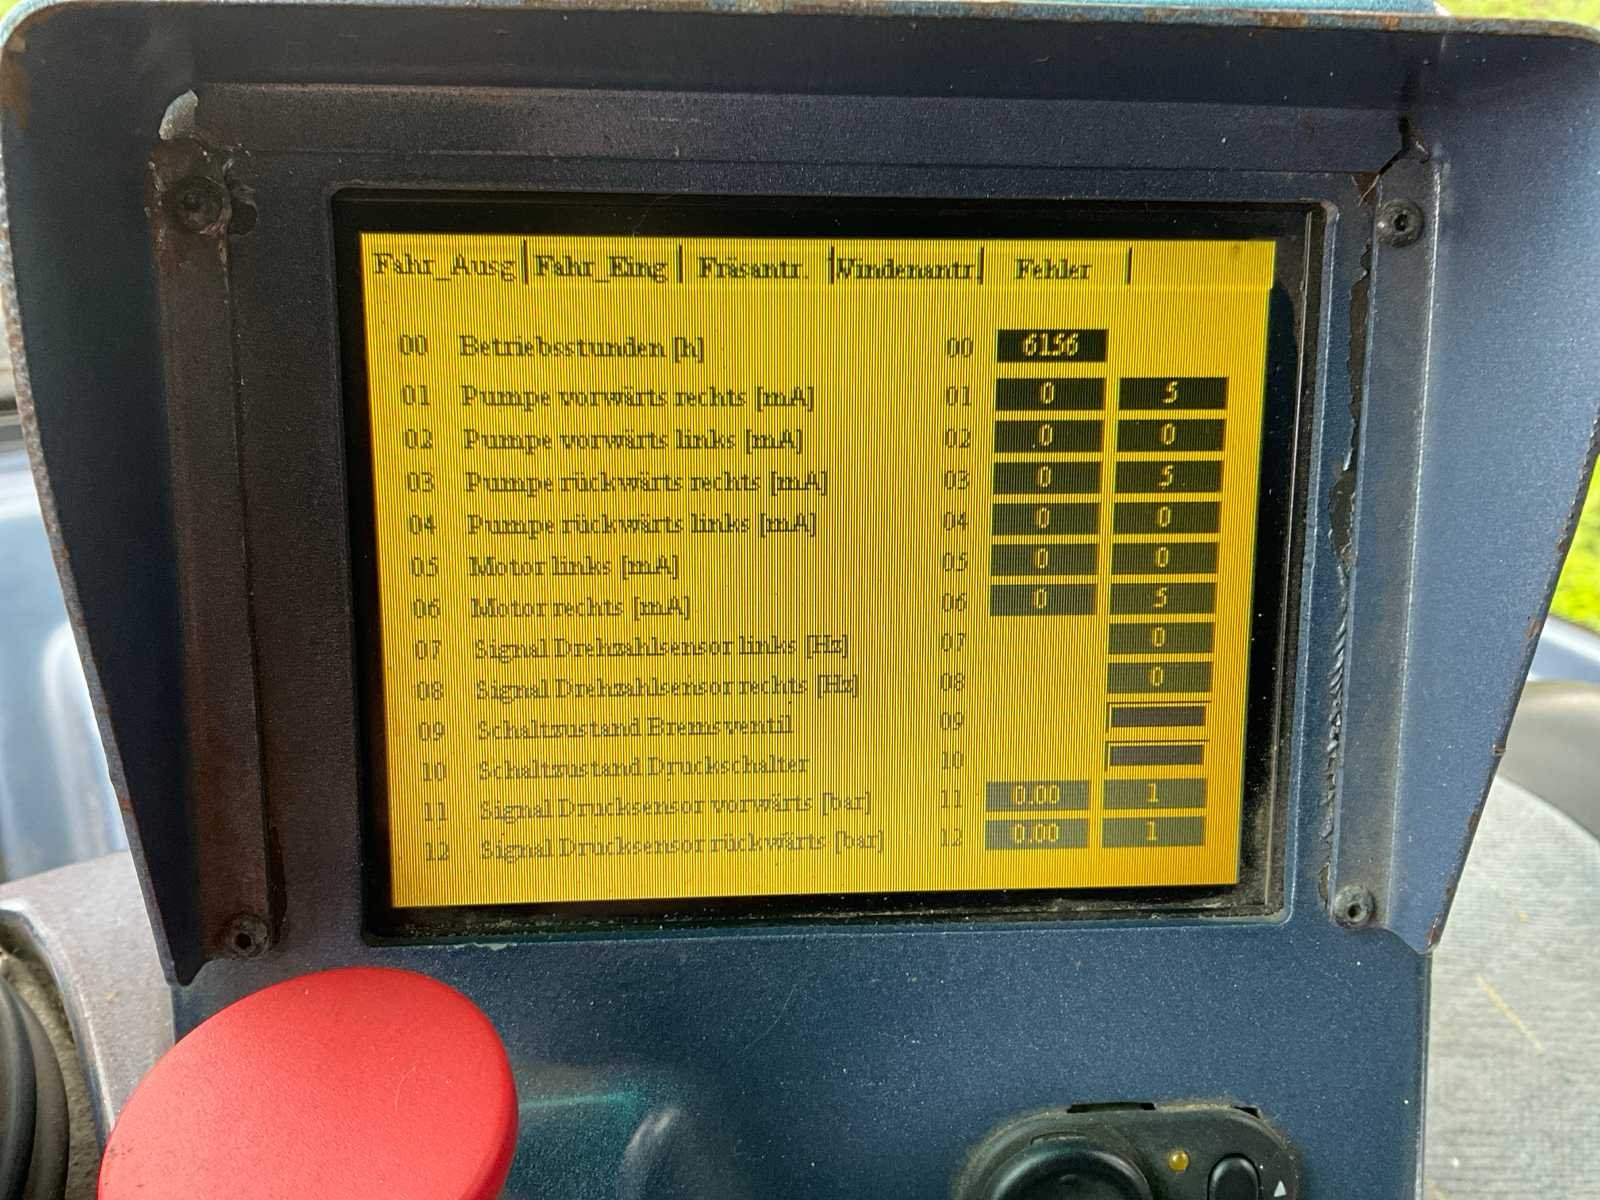 Fahr_Ausg Fahr_Eing Fräsantr. Windenantr. Fehler
00 Betriebsstunden [h] 00 6156
01 Pumpe vorwärts rechts [mA] 01 0 5
02 Pumpe vorwärts links [mA] 02 0 0
03 Pumpe rückwärts rechts [mA] 03 0 5
04 Pumpe rückwärts links [mA] 04 0 0
05 Motor links [mA] 05 0 0
06 Motor rechts [mA] 06 0 5
07 Signal Drehzahlsensor links [Hz] 07 0
08 Signal Drehzahlsensor rechts [Hz] 08 0
09 Schaltzustand Bremsventil 09
10 Schaltzustand Druckschalter 10
11 Signal Drucksensor vorwärts [bar] 11 0.00 1
12 Signal Drucksensor rückwärts [bar] 12 0.00 1